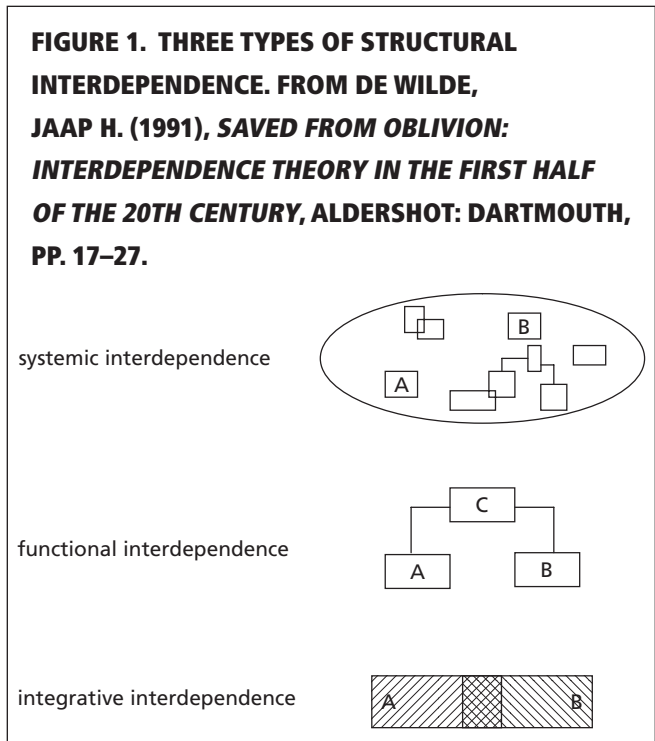 FIGURE 1. THREE TYPES OF STRUCTURAL
INTERDEPENDENCE. FROM DE WILDE,
JAAP H. (1991), SAVED FROM OBLIVION:
INTERDEPENDENCE THEORY IN THE FIRST HALF
OF THE 20TH CENTURY, ALDERSHOT: DARTMOUTH,
PP. 17–27.
systemic interdependence
B
A
functional interdependence
C
A
B
integrative interdependence
A
B